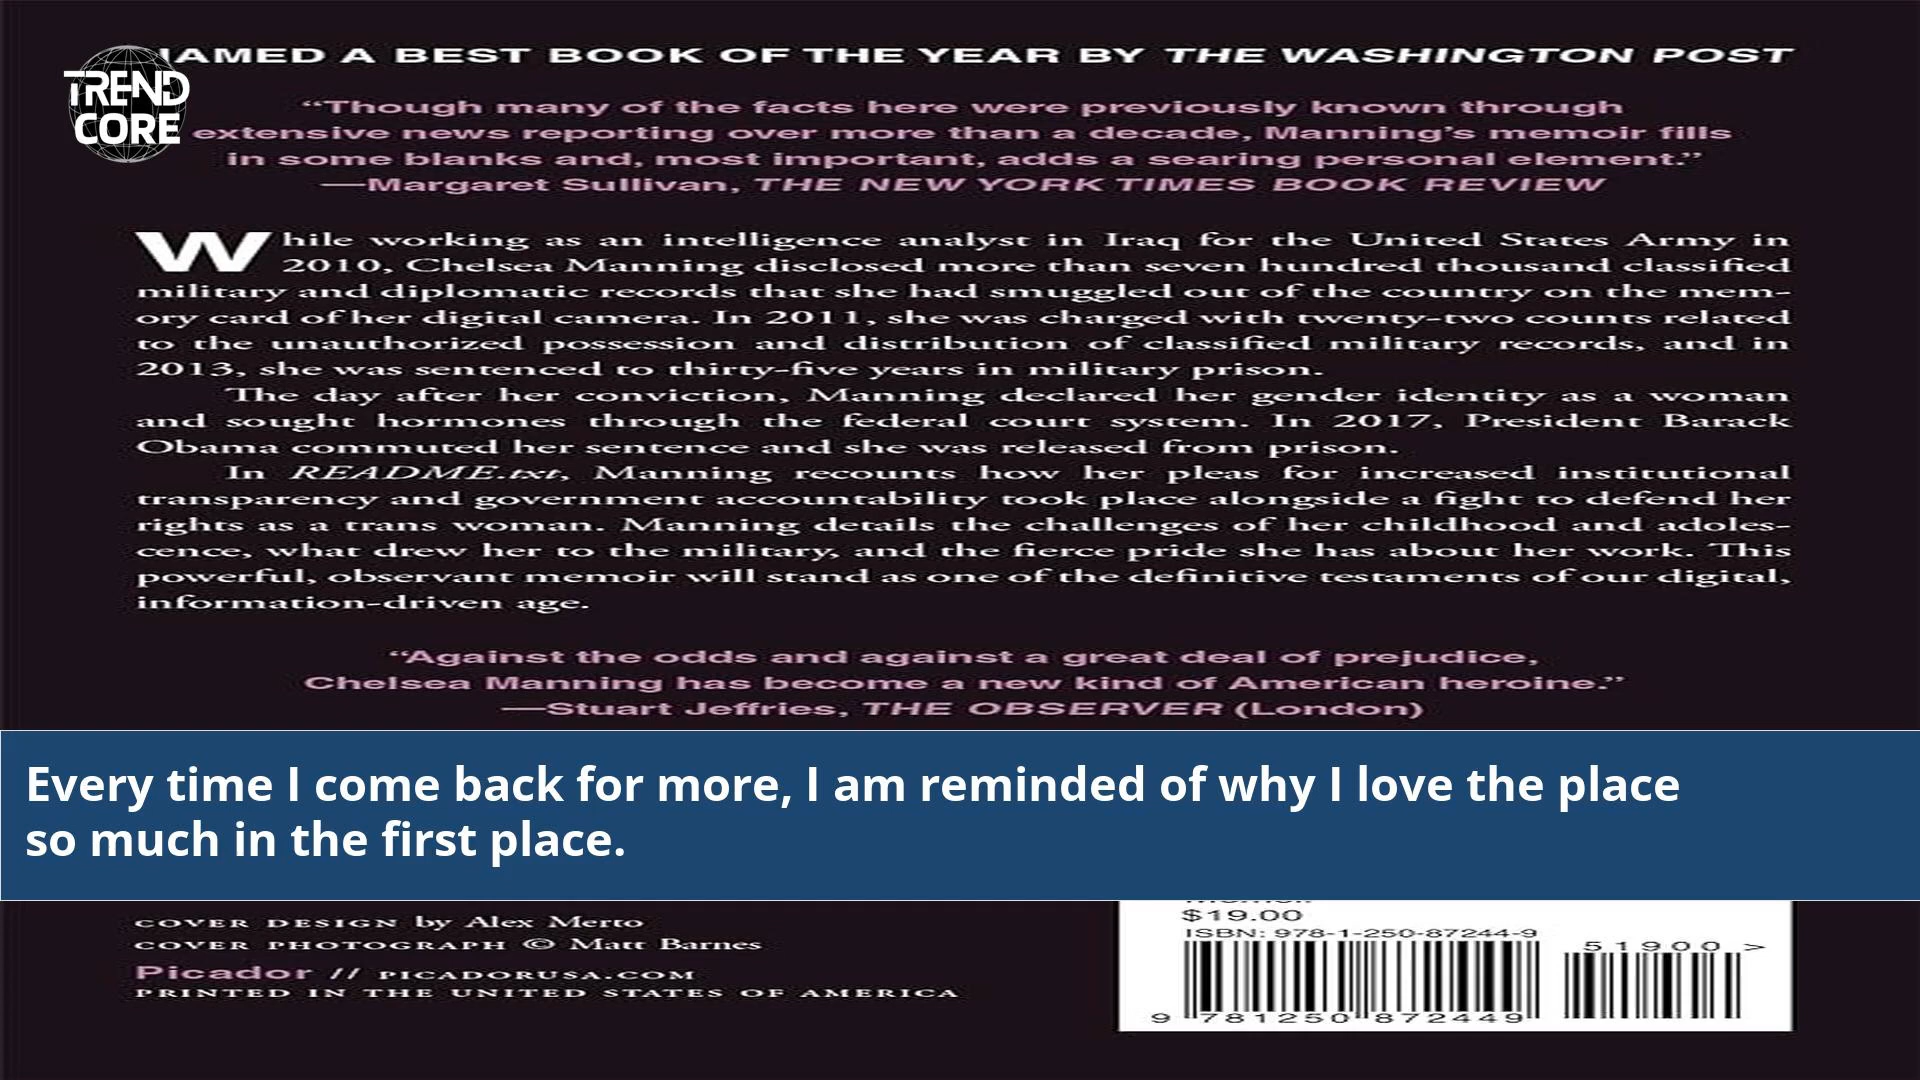 TREND
CORE
NAMED A BEST BOOK OF THE YEAR BY THE WASHINGTON POST
“Though many of the facts here were previously known through
extensive news reporting over more than a decade, Manning’s memoir fills
in some blanks and, most important, adds a searing personal element.”
—Margaret Sullivan, THE NEW YORK TIMES BOOK REVIEW
While working as an intelligence analyst in Iraq for the United States Army in
2010, Chelsea Manning disclosed more than seven hundred thousand classified
military and diplomatic records that she had smuggled out of the country on the mem-
ory card of her digital camera. In 2011, she was charged with twenty-two counts related
to the unauthorized possession and distribution of classified military records, and in
2013, she was sentenced to thirty-five years in military prison.
The day after her conviction, Manning declared her gender identity as a woman
and sought hormones through the federal court system. In 2017, President Barack
Obama commuted her sentence and she was released from prison.
In README.txt, Manning recounts how her pleas for increased institutional
transparency and government accountability took place alongside a fight to defend her
rights as a trans woman. Manning details the challenges of her childhood and adoles-
cence, what drew her to the military, and the fierce pride she has about her work. This
powerful, observant memoir will stand as one of the definitive testaments of our digital,
information-driven age.
“Against the odds and against a great deal of prejudice,
Chelsea Manning has become a new kind of American heroine.”
—Stuart Jeffries, THE OBSERVER (London)
Every time I come back for more, I am reminded of why I love the place
so much in the first place.
COVER DESIGN by Alex Merto
COVER PHOTOGRAPH © Matt Barnes
Picador // PICADORUSA.COM
PRINTED IN THE UNITED STATES OF AMERICA
$19.00
ISBN: 978-1-250-87244-9
51900 >
9 781250 872449